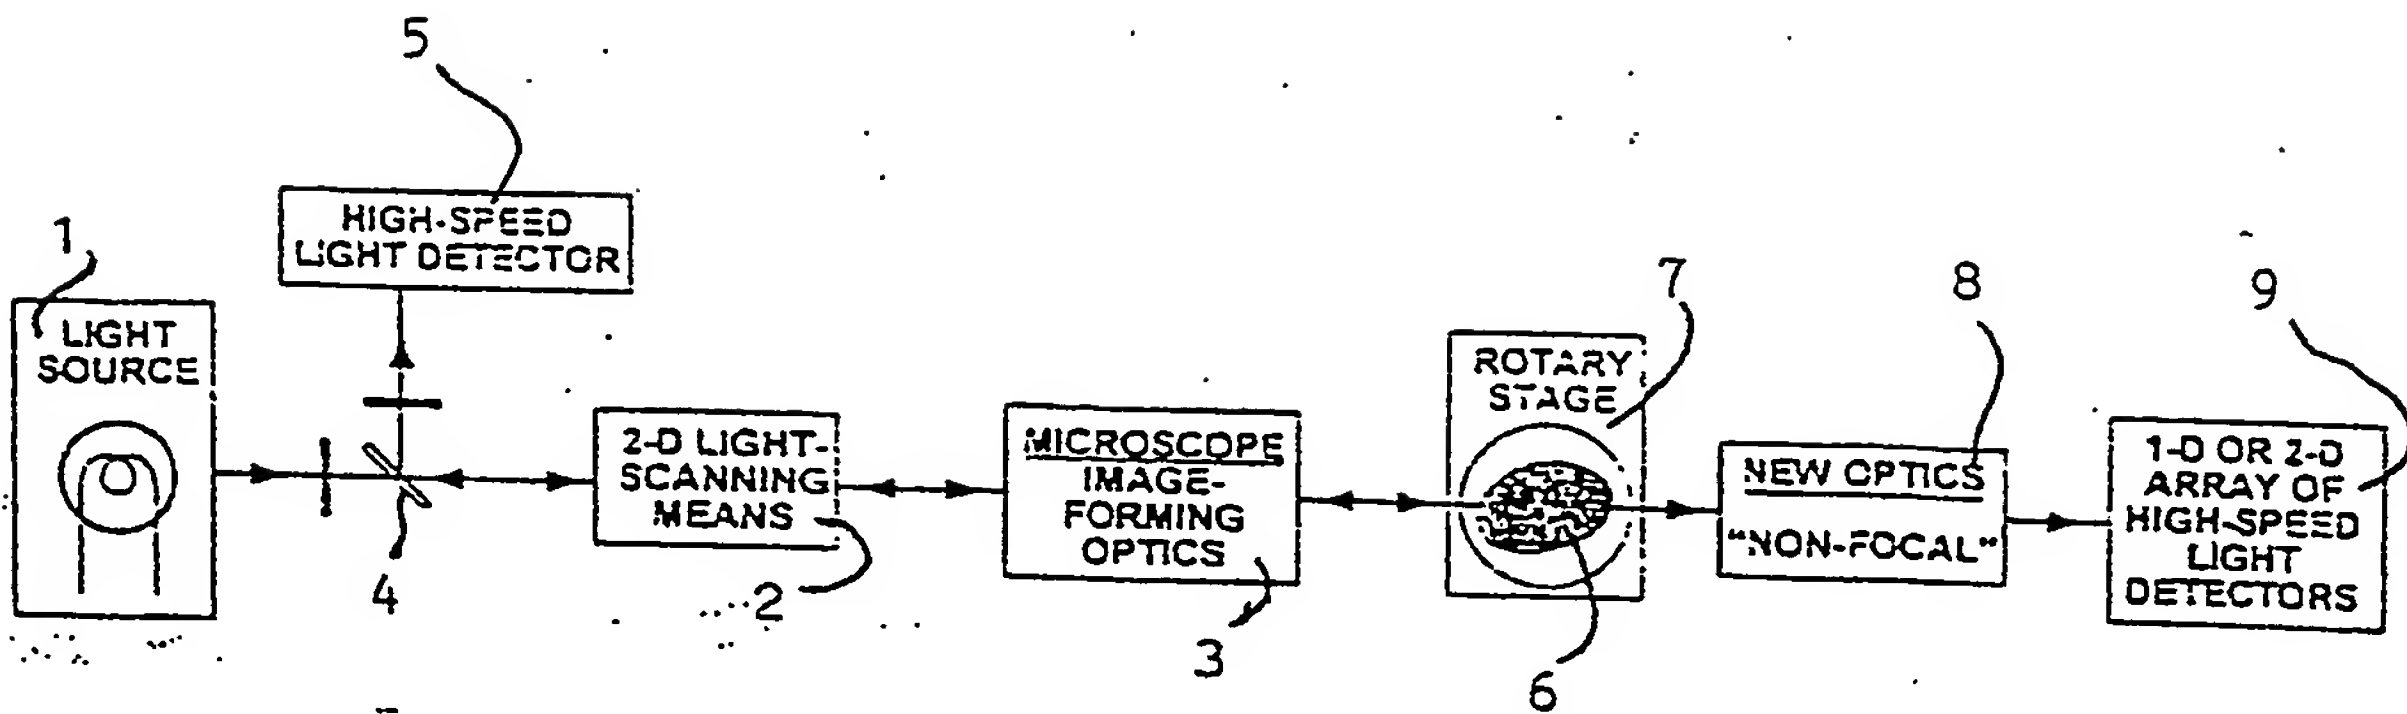 5
HIGH-SPEED
LIGHT DETECTOR
1
LIGHT
SOURCE
4
2-D LIGHT-
SCANNING
MEANS
2
MICROSCOPE
IMAGE-
FORMING
OPTICS
3
7
ROTARY
STAGE
6
8
NEW OPTICS
"NON-FOCAL"
9
1-D OR 2-D
ARRAY OF
HIGH-SPEED
LIGHT
DETECTORS